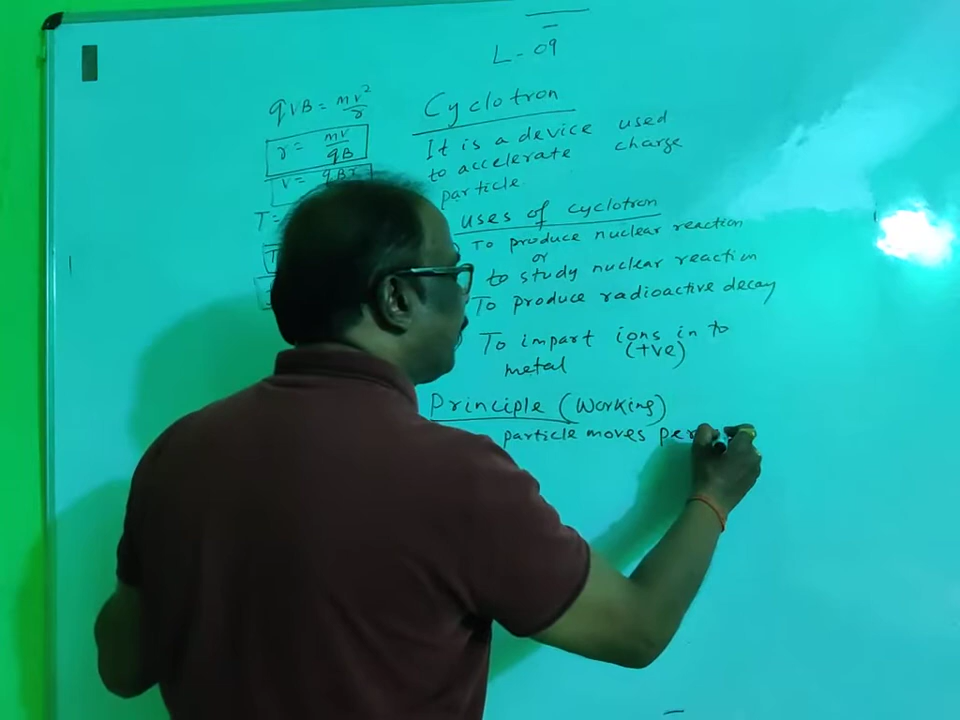 L-09
qVB = mv²/r
r = mv/qB
V = qBr
T =
T
Cyclotron
It is a device used
to accelerate charge
particle.
uses of cyclotron
To produce nuclear reaction
or
to study nuclear reaction
To produce radioactive decay
To impart ions in to
metal (+ve)
Principle (Working)
particle moves per